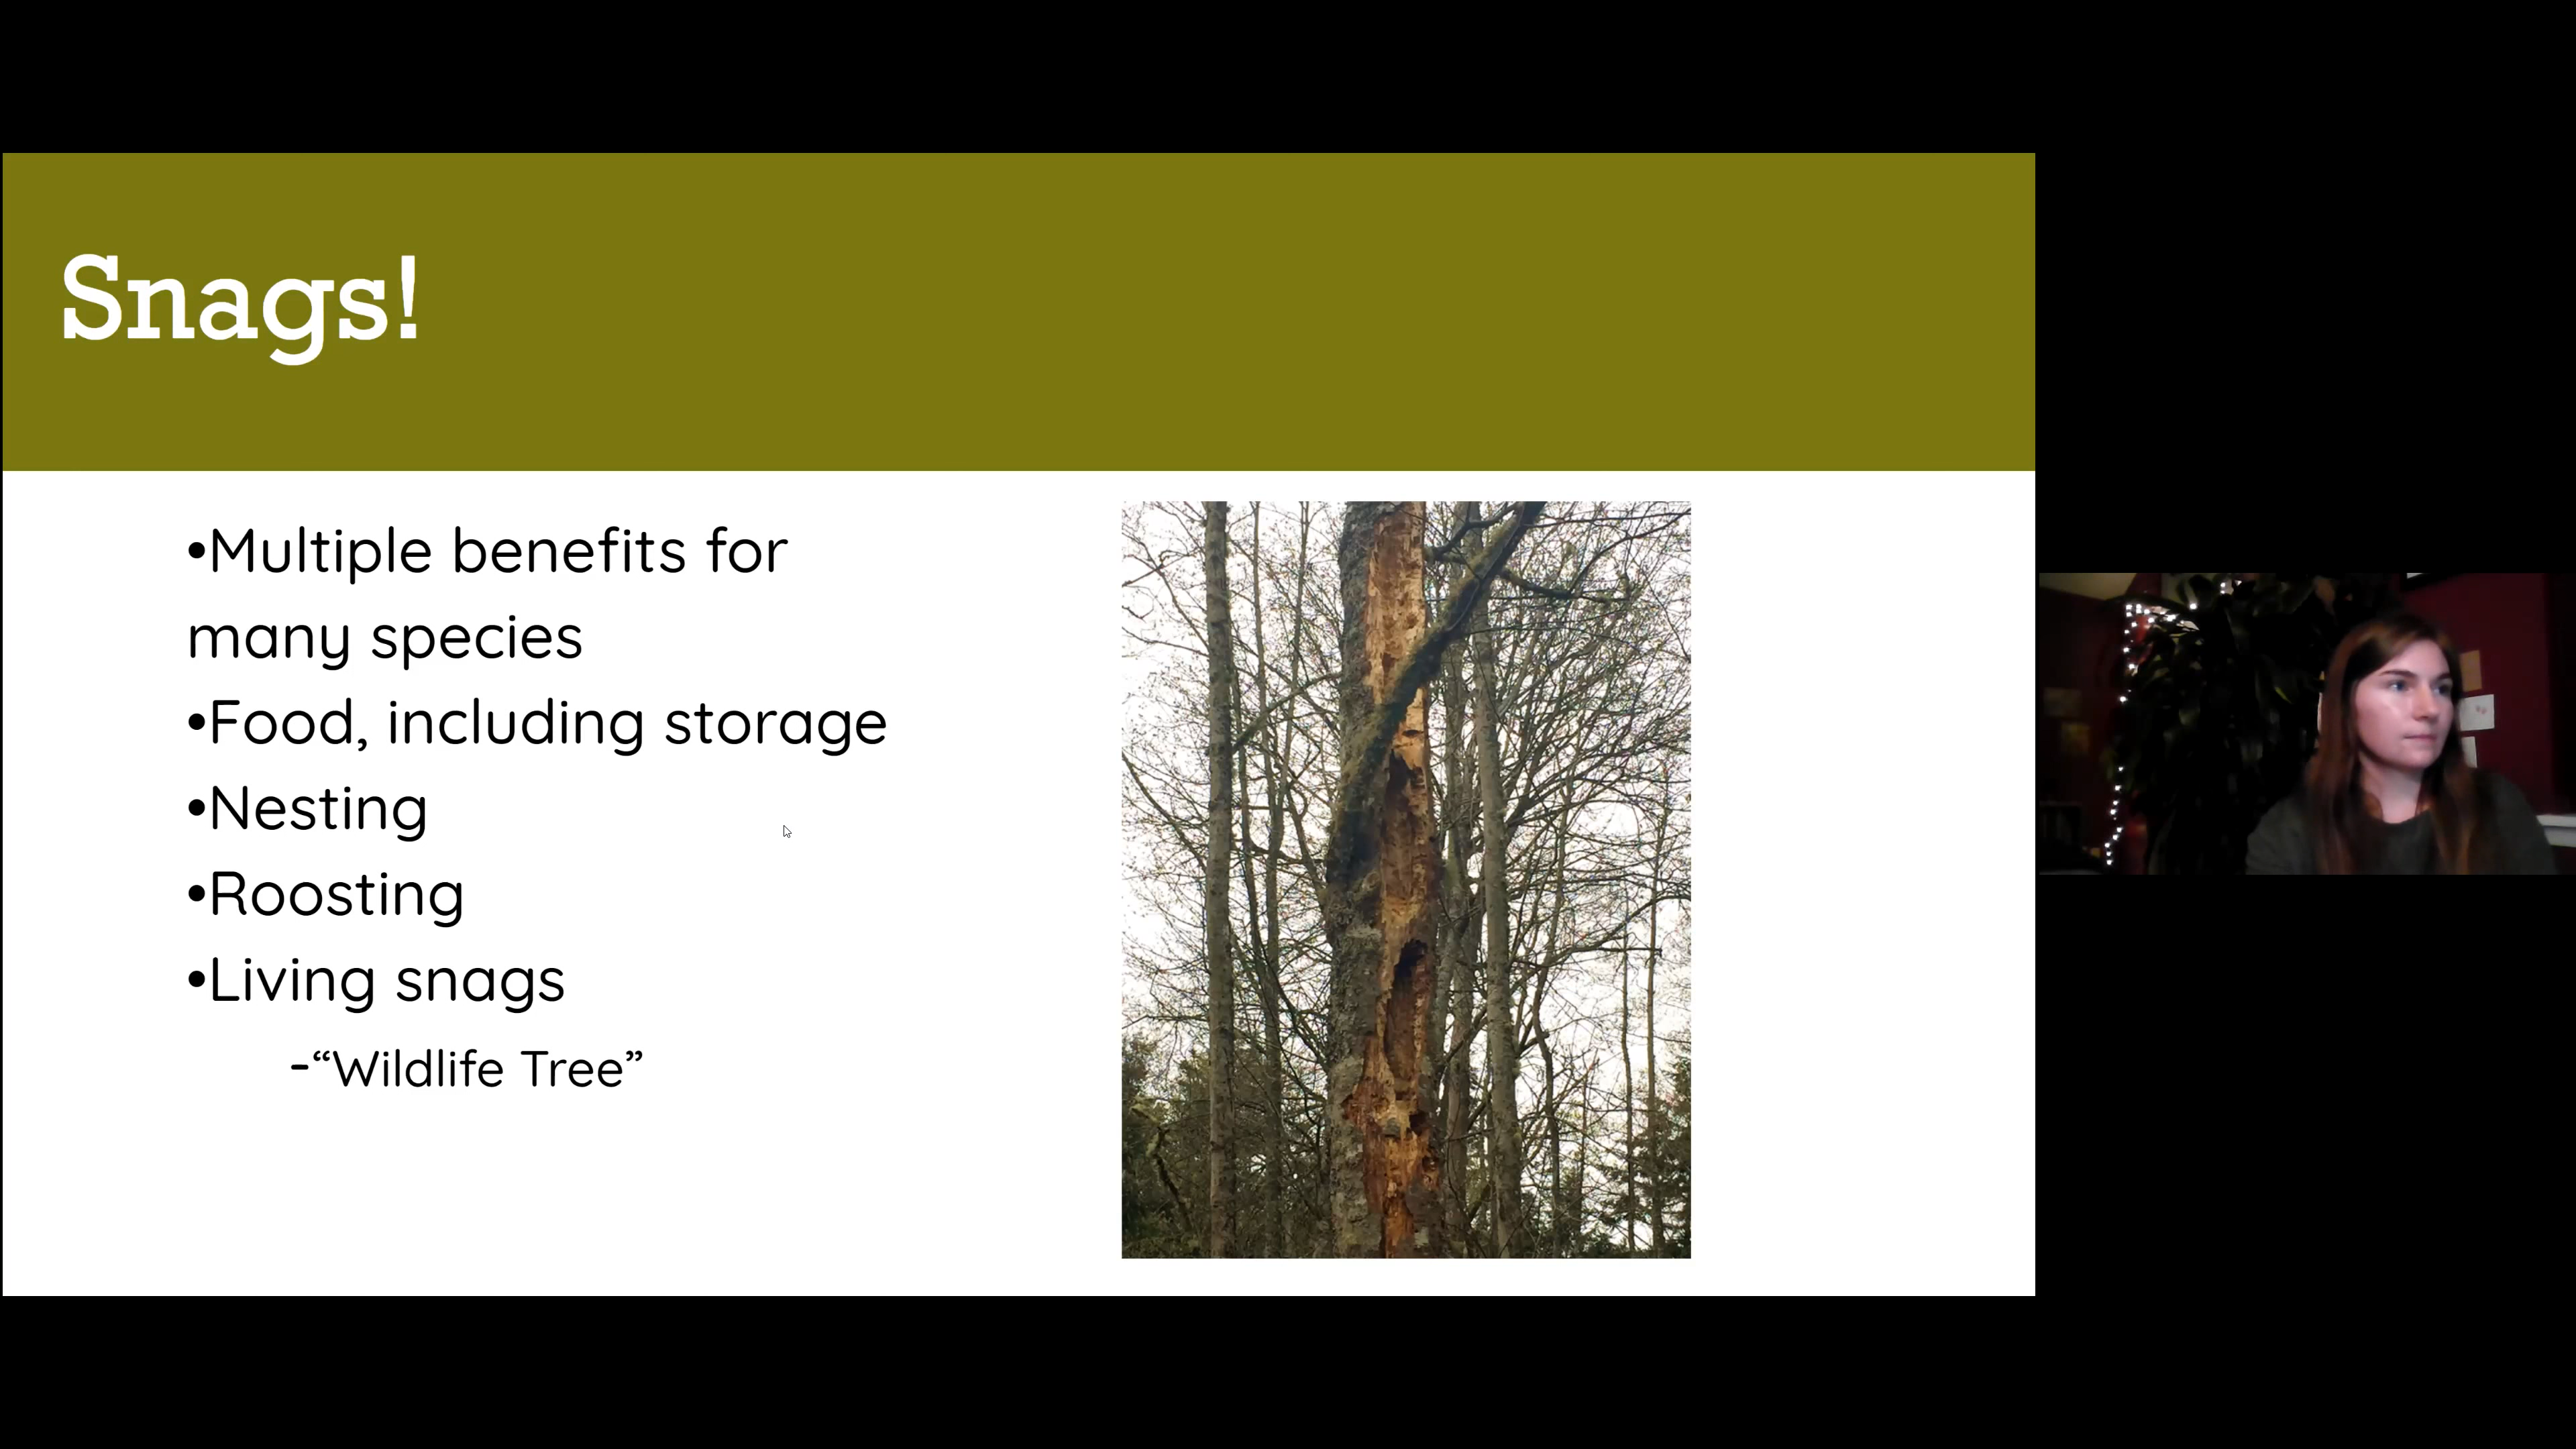 Snags!
•Multiple benefits for
many species
•Food, including storage
•Nesting
•Roosting
•Living snags
-“Wildlife Tree”